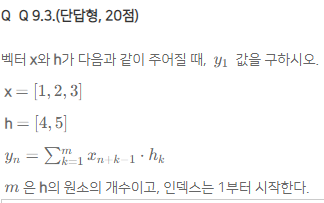 Q Q 9.3.(단답형, 20점)
벡터 x와 h가 다음과 같이 주어질 때, y₁ 값을 구하시오.
x = [1, 2, 3]
h = [4, 5]
yₙ = ∑ₖ₌₁ᵐ xₙ₊ₖ₋₁ · hₖ
m 은 h의 원소의 개수이고, 인덱스는 1부터 시작한다.